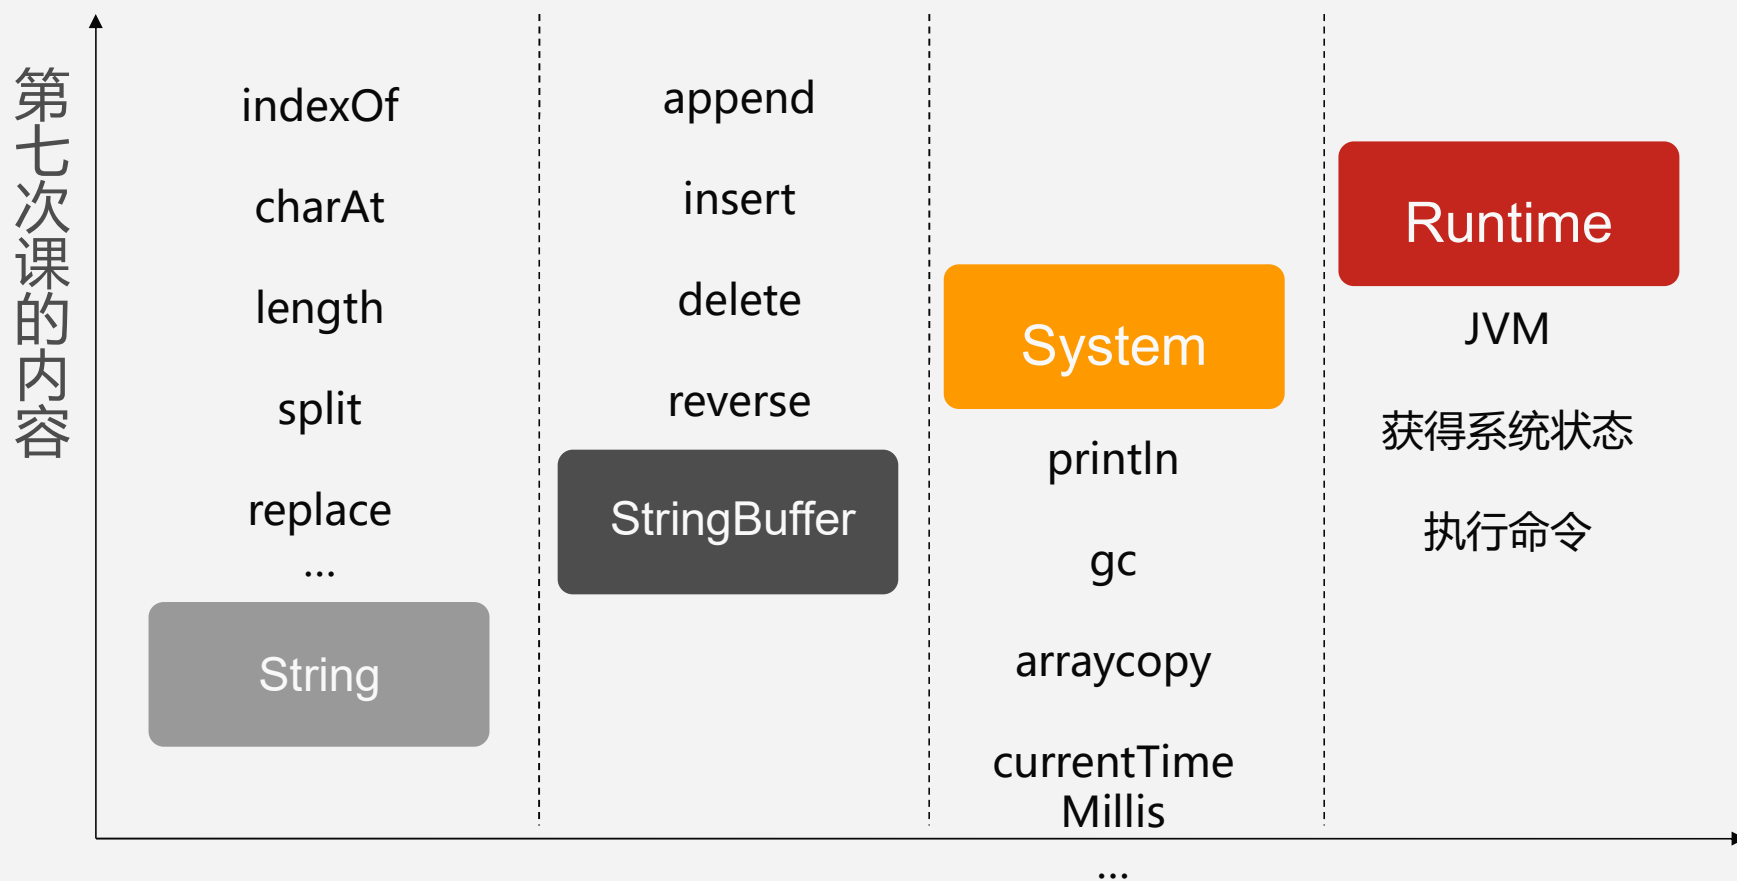 第七次课的内容
indexOf
charAt
length
split
replace
...
String
append
insert
delete
reverse
StringBuffer
System
println
gc
arraycopy
currentTime
Millis
...
Runtime
JVM
获得系统状态
执行命令